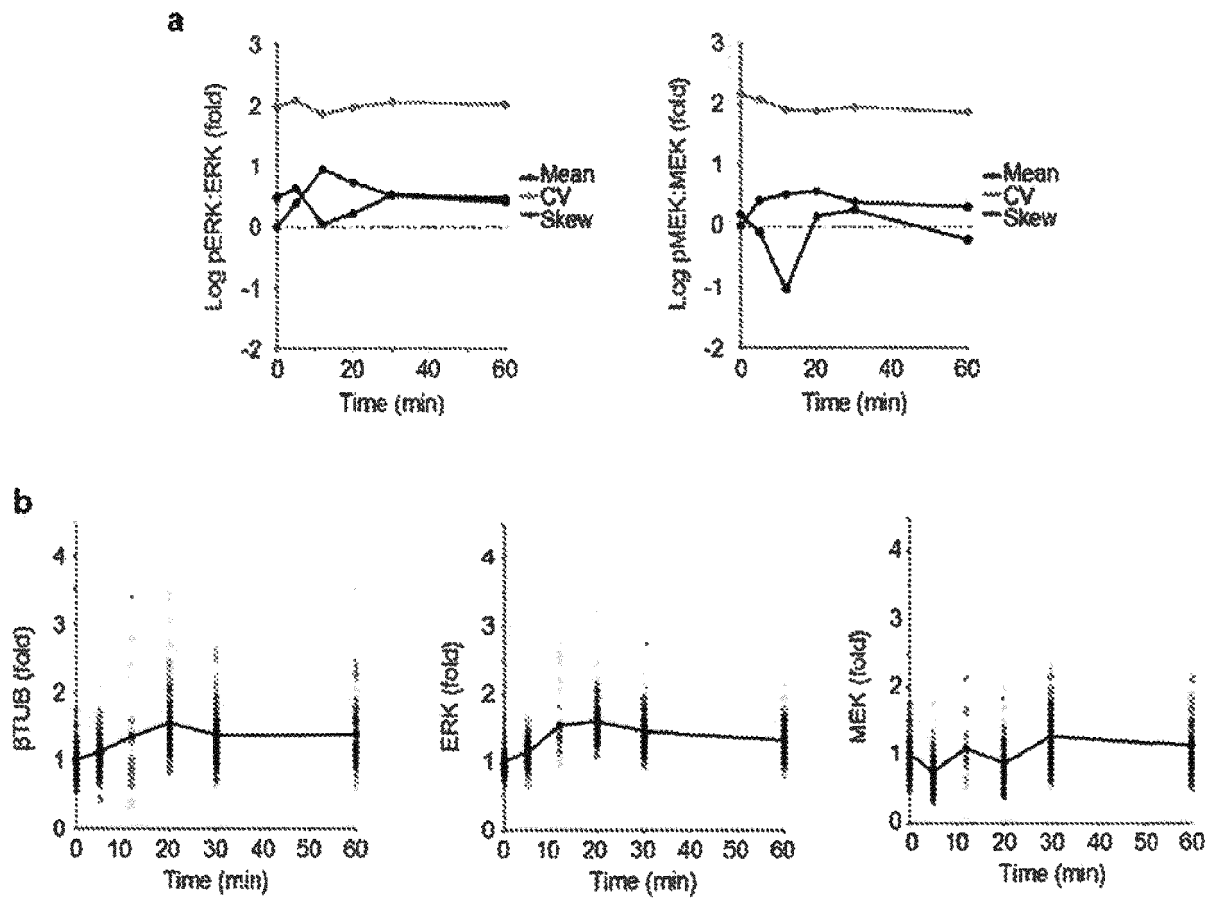 a
3
2
1
0
-1
-2
Log pERK:ERK (fold)
0 20 40 60
Time (min)
Mean
CV
Skew
3
2
1
0
-1
-2
Log pMEK:MEK (fold)
0 20 40 60
Time (min)
Mean
CV
Skew
b
4
3
2
1
0
βTUB (fold)
0 10 20 30 40 50 60
Time (min)
4
3
2
1
0
ERK (fold)
0 10 20 30 40 50 60
Time (min)
4
3
2
1
0
MEK (fold)
0 10 20 30 40 50 60
Time (min)